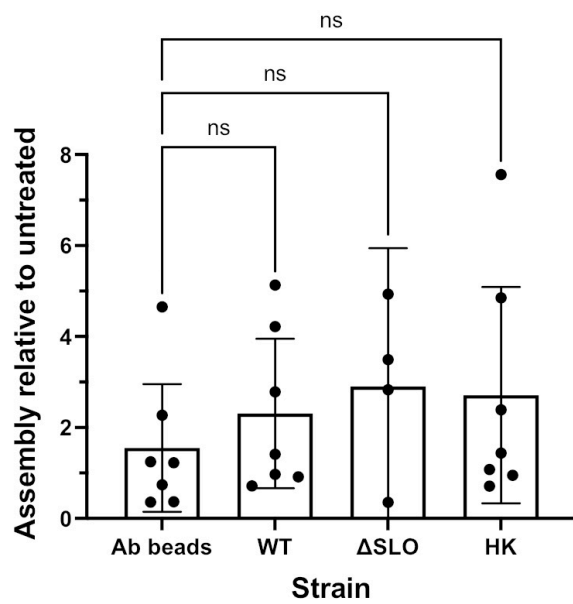 ns
ns
ns
Assembly relative to untreated
8
6
4
2
0
Ab beads WT ΔSLO HK
Strain